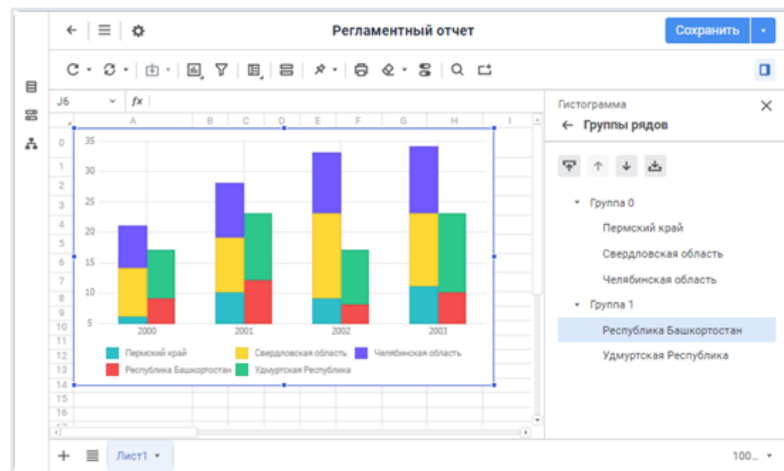 Регламентный отчет
Сохранить
J6 fx
A B C D E F G H I
0
1
2
3
4
5
6
7
8
9
10
11
12
13
14
15
16
35
30
25
20
15
10
5
2000 2001 2002 2003
Пермский край Свердловская область Челябинская область
Республика Башкортостан Удмуртская Республика
Гистограмма
Группы рядов
Группа 0
Пермский край
Свердловская область
Челябинская область
Группа 1
Республика Башкортостан
Удмуртская Республика
Лист1
100...